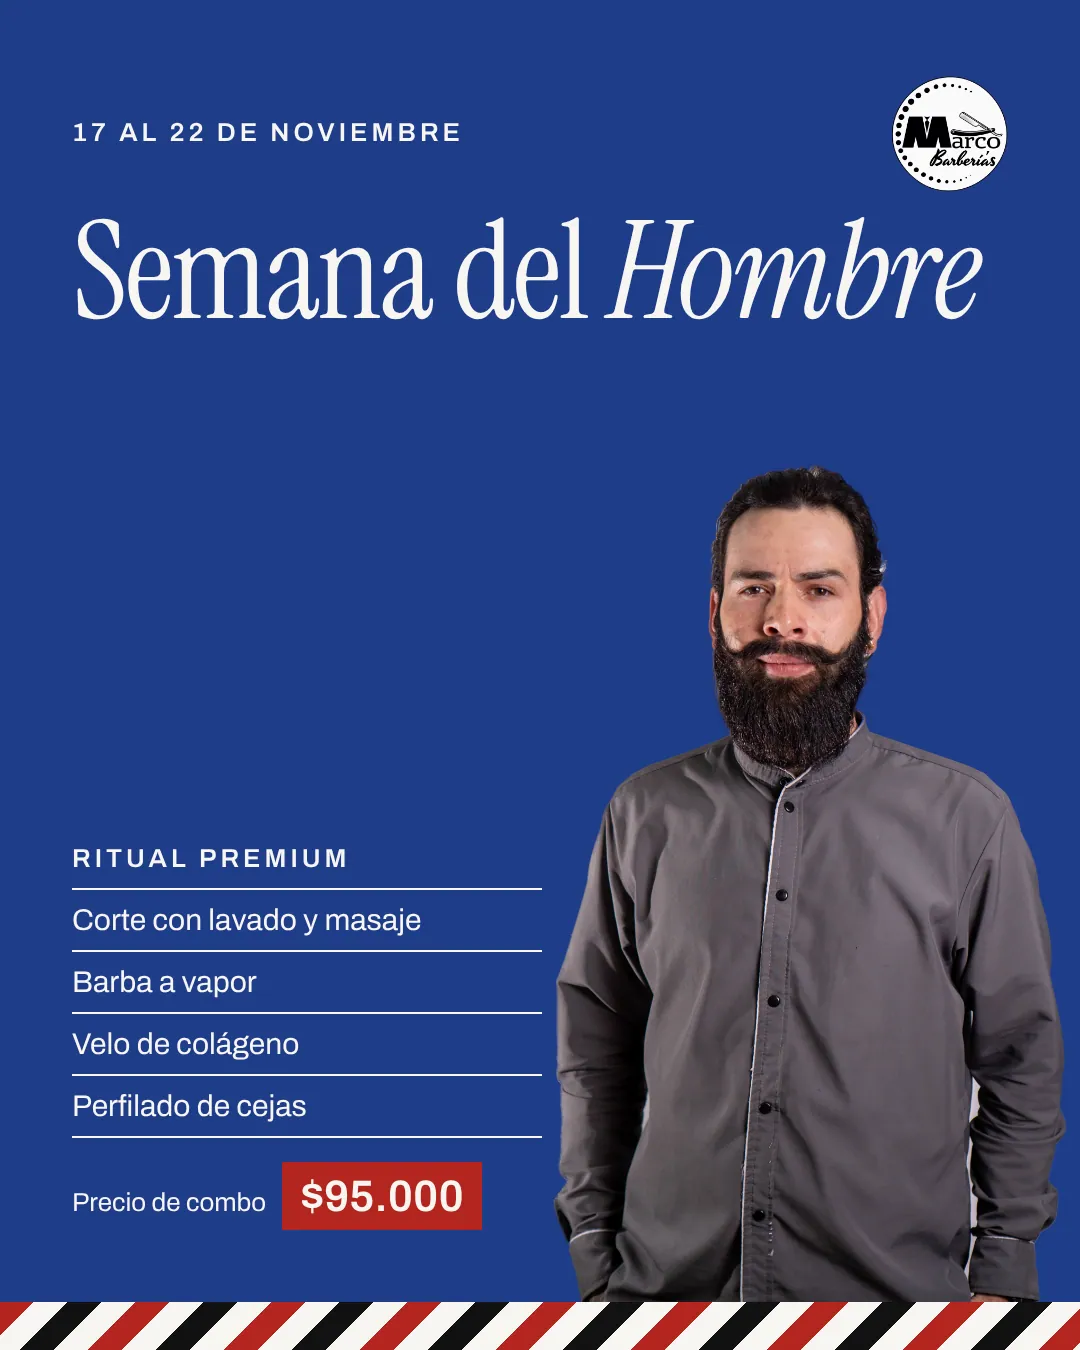 17 AL 22 DE NOVIEMBRE
Marco
Barberías
Semana del Hombre
RITUAL PREMIUM
Corte con lavado y masaje
Barba a vapor
Velo de colágeno
Perfilado de cejas
Precio de combo $95.000